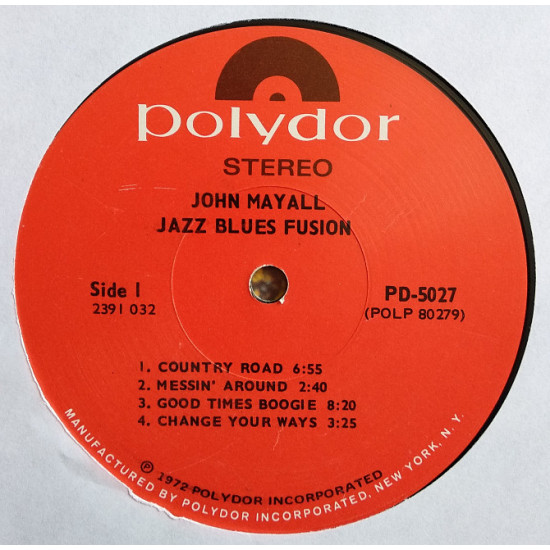 polydor
STEREO
JOHN MAYALL
JAZZ BLUES FUSION
Side 1
2391 032
PD-5027
(POLP 80279)
1. COUNTRY ROAD 6:55
2. MESSIN' AROUND 2:40
3. GOOD TIMES BOOGIE 8:20
4. CHANGE YOUR WAYS 3:25
℗ 1972 POLYDOR INCORPORATED
MANUFACTURED BY POLYDOR INCORPORATED, NEW YORK, N. Y.